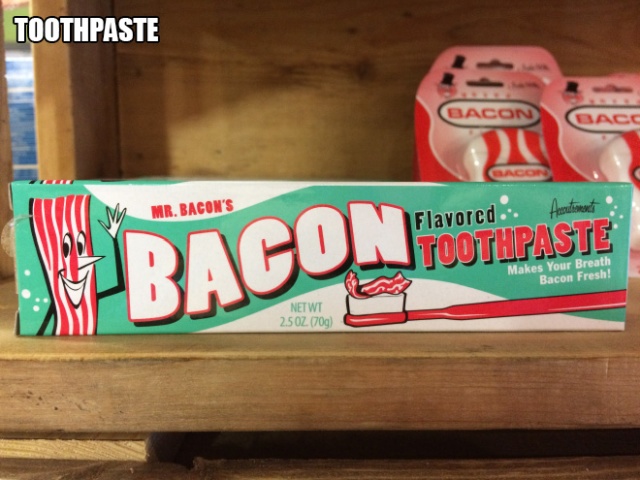 TOOTHPASTE
BACON
BACON
BACO
MR. BACON'S
BACON
Flavored
TOOTHPASTE
Accoutrements
Makes Your Breath
Bacon Fresh!
NET WT
2.5 OZ. (70g)